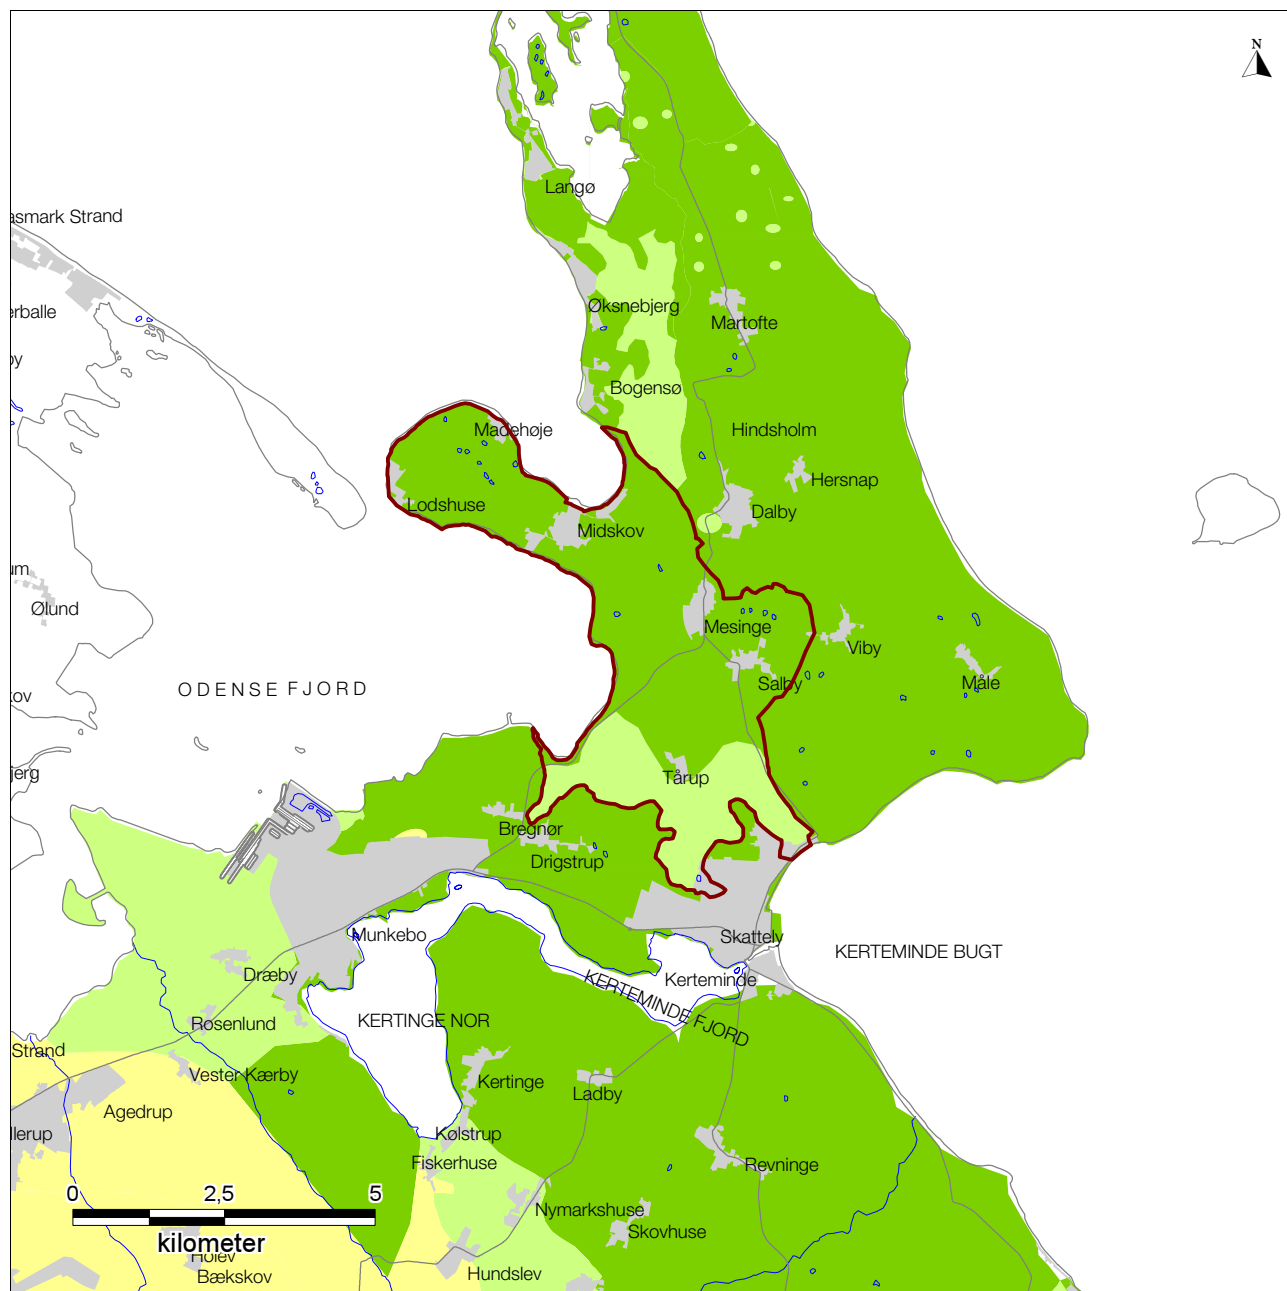 N
Langø
asmark Strand
Øksnebjerg
erballe
Martofte
by
Bogensø
Madehøje
Hindsholm
Hersnap
Lodshuse
Dalby
Midskov
um
Ølund
Mesinge
Viby
Salby
Måle
ODENSE FJORD
kov
jerg
Tårup
Bregnør
Drigstrup
Munkebo
Skattely
KERTEMINDE BUGT
Dræby
Kerteminde
KERTEMINDE FJORD
Rosenlund
KERTINGE NOR
Strand
Vester Kærby
Kertinge
Ladby
Agedrup
llerup
Kølstrup
Fiskerhuse
Revninge
0 2,5 5
Nymarkshuse
Skovhuse
kilometer
Holev
Bækskov
Hundslev